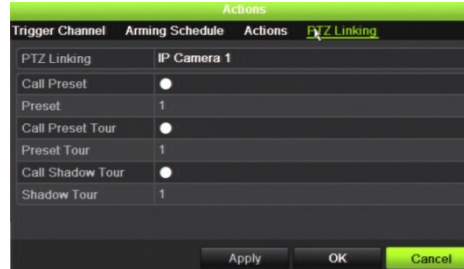 Actions
Trigger Channel Arming Schedule Actions PTZ Linking
PTZ Linking IP Camera 1
Call Preset
Preset 1
Call Preset Tour
Preset Tour 1
Call Shadow Tour
Shadow Tour 1
Apply OK Cancel